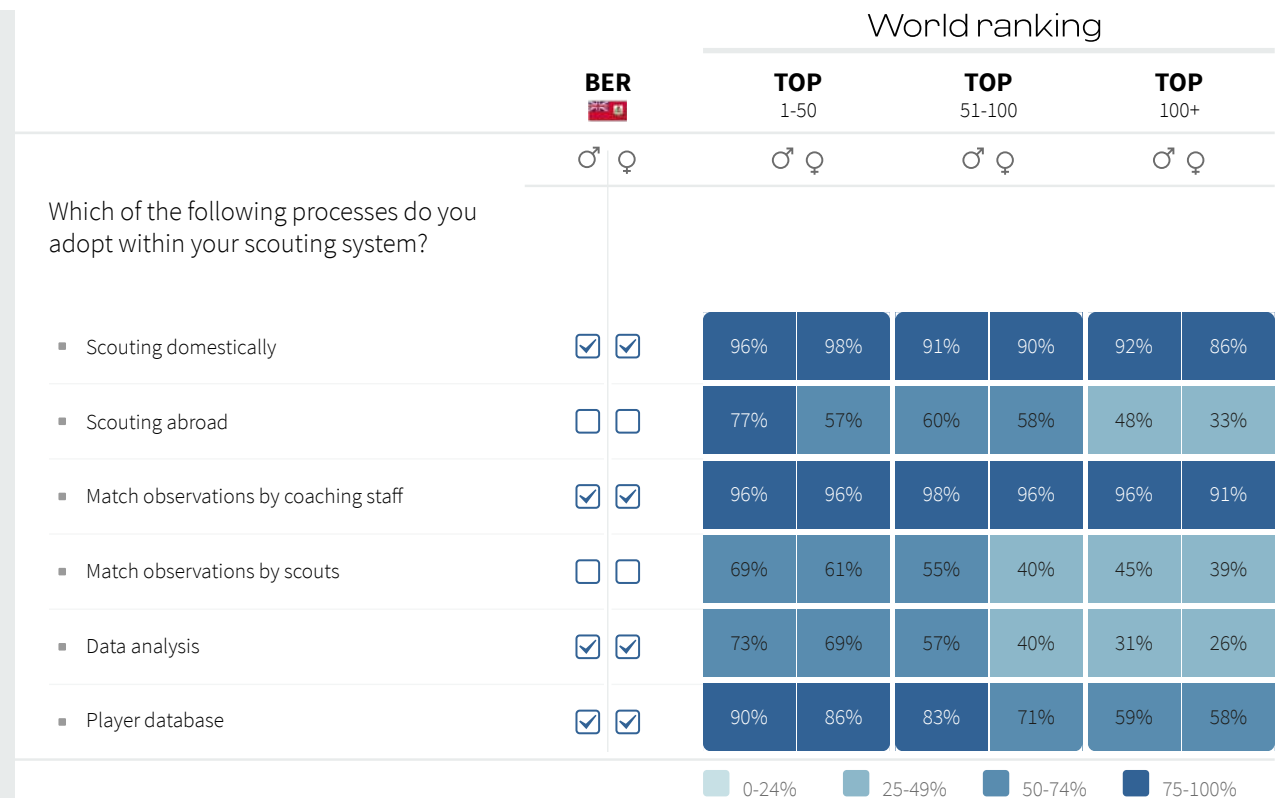 World ranking
BER TOP TOP TOP
1-50 51-100 100+
♂ ♀ ♂ ♀ ♂ ♀ ♂ ♀
Which of the following processes do you
adopt within your scouting system?
Scouting domestically 96% 98% 91% 90% 92% 86%
Scouting abroad 77% 57% 60% 58% 48% 33%
Match observations by coaching staff 96% 96% 98% 96% 96% 91%
Match observations by scouts 69% 61% 55% 40% 45% 39%
Data analysis 73% 69% 57% 40% 31% 26%
Player database 90% 86% 83% 71% 59% 58%
0-24% 25-49% 50-74% 75-100%